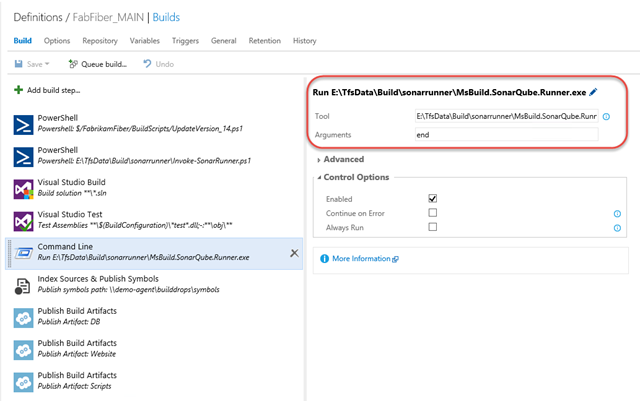 Definitions / FabFiber_MAIN | Builds
Build Options Repository Variables Triggers General Retention History
Save Queue build... Undo
Add build step...
PowerShell
Powershell: $/FabrikamFiber/BuildScripts/UpdateVersion_14.ps1
PowerShell
Powershell: E:\TfsData\Build\sonarrunner\Invoke-SonarRunner.ps1
Visual Studio Build
Build solution **\*.sln
Visual Studio Test
Test Assemblies **\$(BuildConfiguration)\*test*.dll;-:**\obj\**
Command Line
Run E:\TfsData\Build\sonarrunner\MsBuild.SonarQube.Runner.exe
Index Sources & Publish Symbols
Publish symbols path: \\demo-agent\builddrops\symbols
Publish Build Artifacts
Publish Artifact: DB
Publish Build Artifacts
Publish Artifact: Website
Publish Build Artifacts
Publish Artifact: Scripts
Run E:\TfsData\Build\sonarrunner\MsBuild.SonarQube.Runner.exe
Tool E:\TfsData\Build\sonarrunner\MsBuild.SonarQube.Runn
Arguments end
Advanced
Control Options
Enabled
Continue on Error
Always Run
More Information